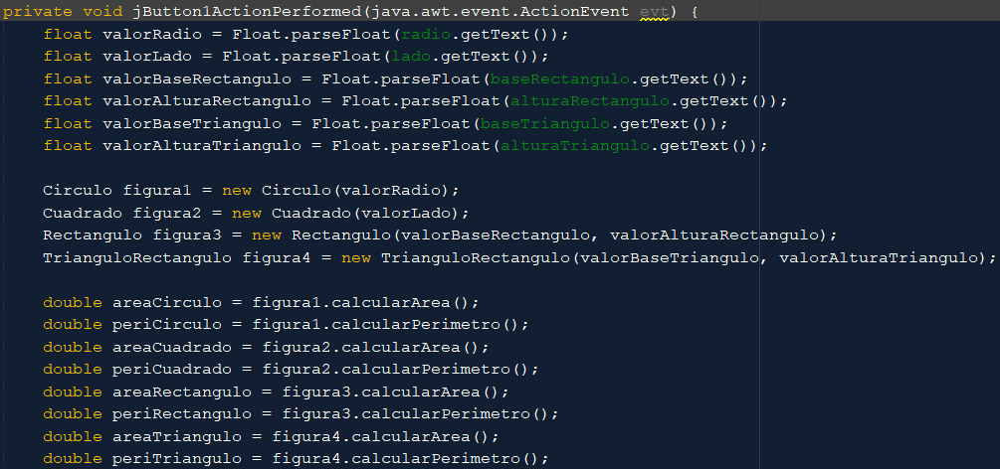 private void jButton1ActionPerformed(java.awt.event.ActionEvent evt) {
float valorRadio = Float.parseFloat(radio.getText());
float valorLado = Float.parseFloat(lado.getText());
float valorBaseRectangulo = Float.parseFloat(baseRectangulo.getText());
float valorAlturaRectangulo = Float.parseFloat(alturaRectangulo.getText());
float valorBaseTriangulo = Float.parseFloat(baseTriangulo.getText());
float valorAlturaTriangulo = Float.parseFloat(alturaTriangulo.getText());
Circulo figura1 = new Circulo(valorRadio);
Cuadrado figura2 = new Cuadrado(valorLado);
Rectangulo figura3 = new Rectangulo(valorBaseRectangulo, valorAlturaRectangulo);
TrianguloRectangulo figura4 = new TrianguloRectangulo(valorBaseTriangulo, valorAlturaTriangulo);
double areaCirculo = figura1.calcularArea();
double periCirculo = figura1.calcularPerimetro();
double areaCuadrado = figura2.calcularArea();
double periCuadrado = figura2.calcularPerimetro();
double areaRectangulo = figura3.calcularArea();
double periRectangulo = figura3.calcularPerimetro();
double areaTriangulo = figura4.calcularArea();
double periTriangulo = figura4.calcularPerimetro();